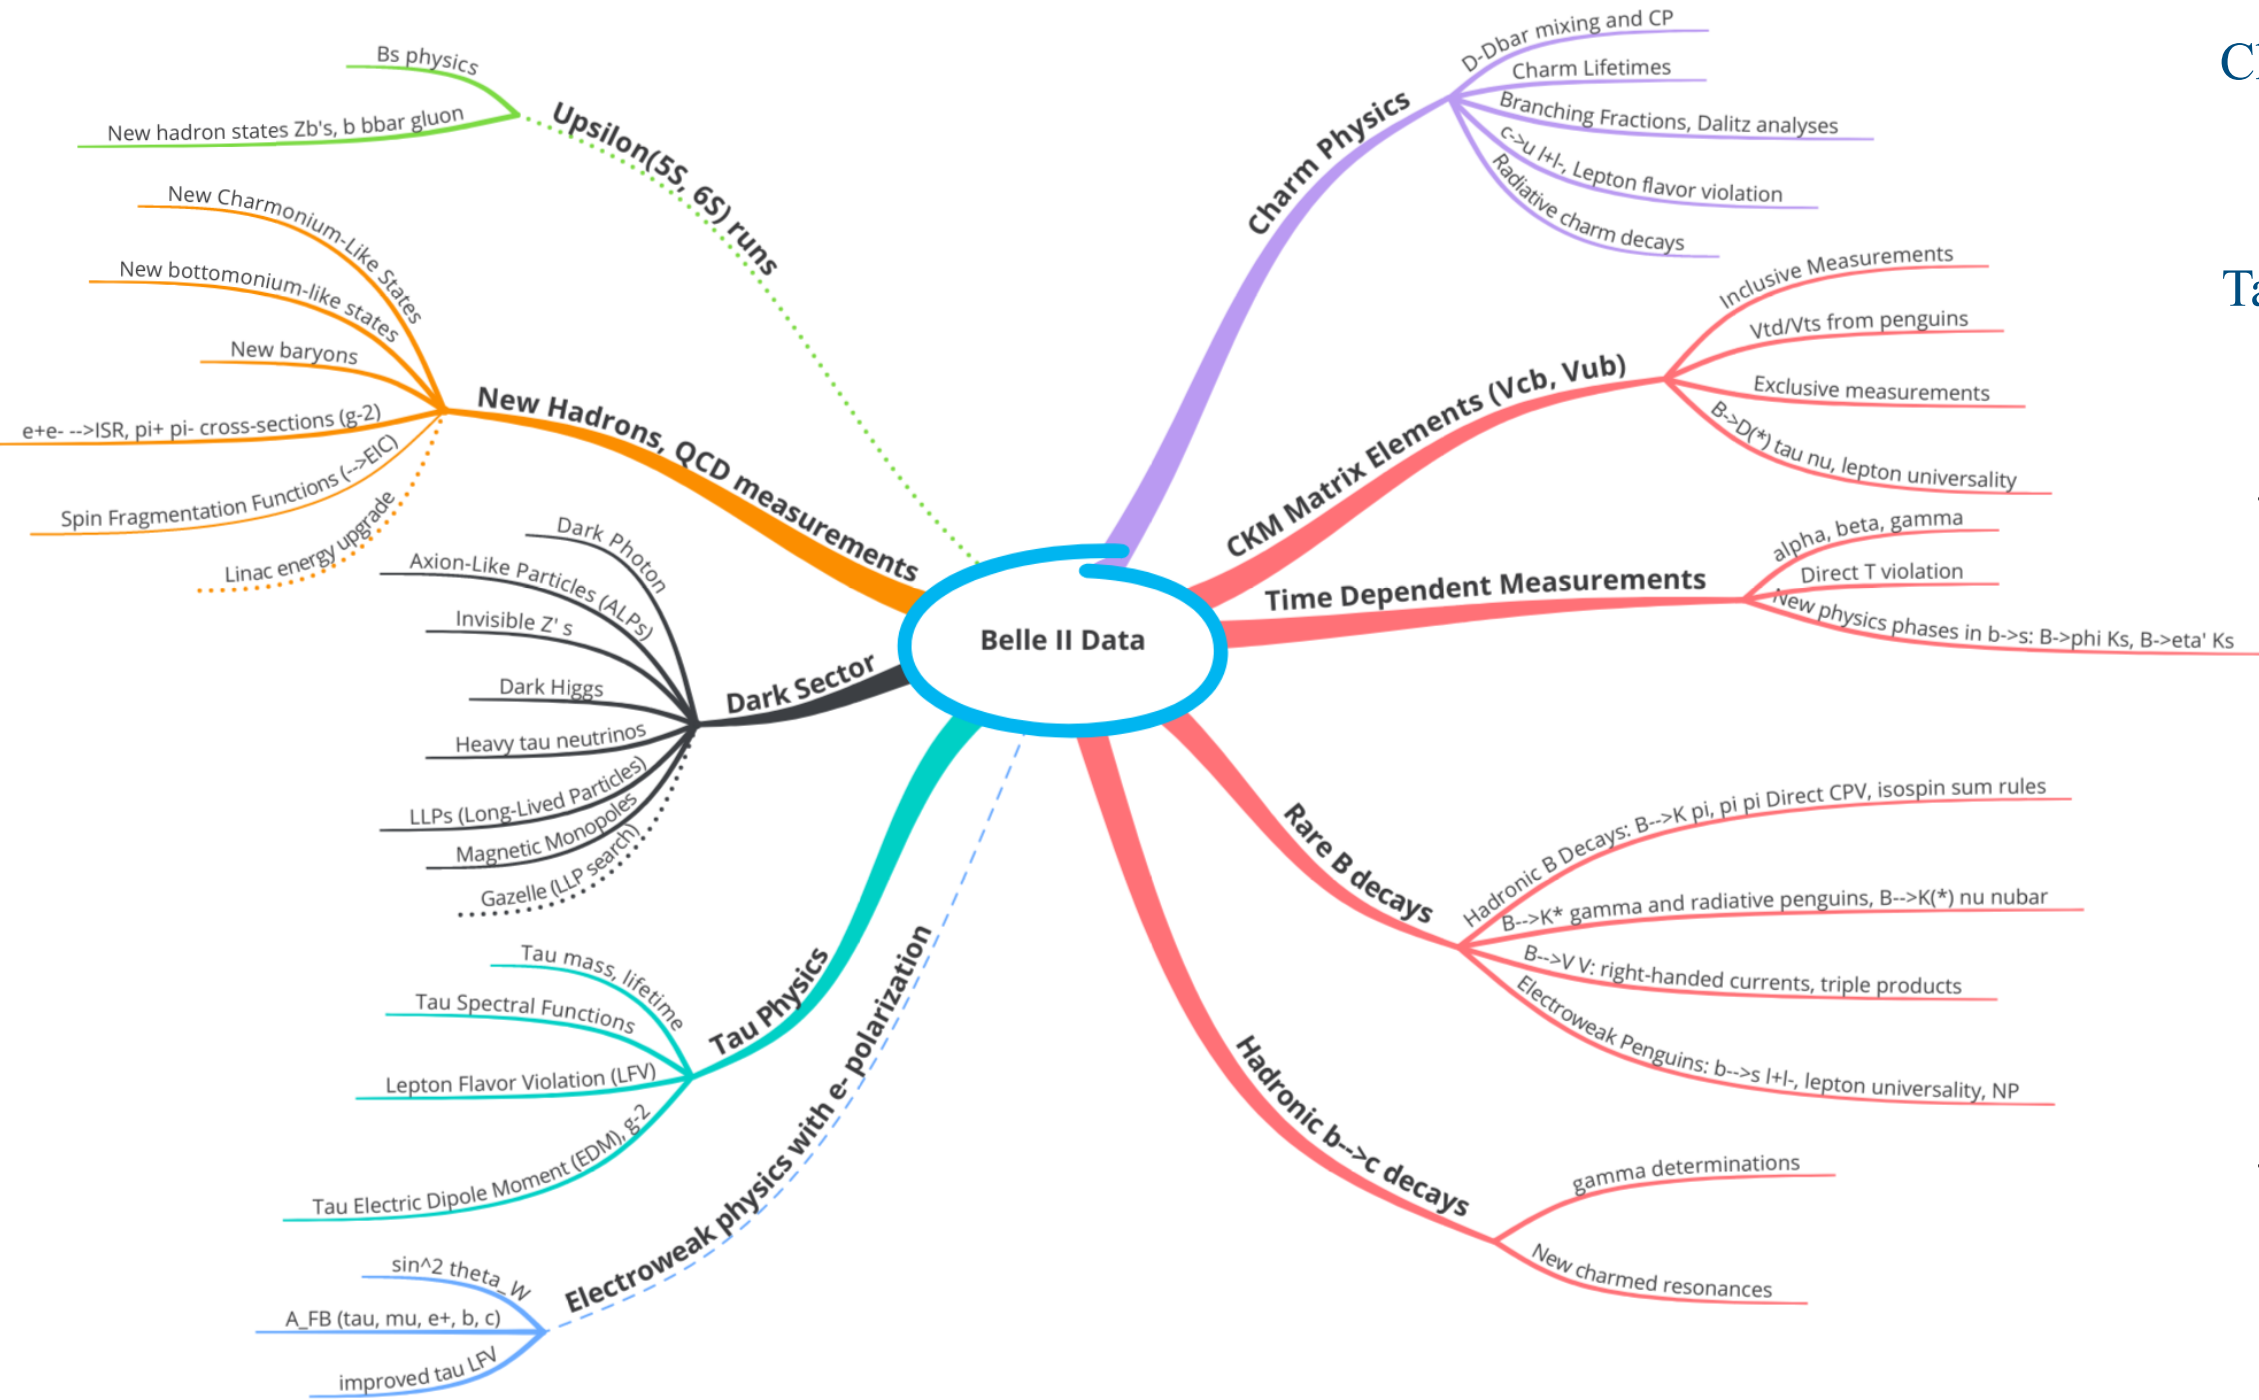 Belle II Data
Upsilon(5S, 6S) runs
Bs physics
New hadron states Zb's, b bbar gluon
New Hadrons, QCD measurements
New Charmonium-Like States
New bottomonium-like states
New baryons
e+e- -->ISR, pi+ pi- cross-sections (g-2)
Spin Fragmentation Functions (-->EIC)
Linac energy upgrade
Dark Sector
Dark Photon
Axion-Like Particles (ALPs)
Invisible Z' s
Dark Higgs
Heavy tau neutrinos
LLPs (Long-Lived Particles)
Magnetic Monopoles
Gazelle (LLP search)
Tau Physics
Tau mass, lifetime
Tau Spectral Functions
Lepton Flavor Violation (LFV)
Tau Electric Dipole Moment (EDM), g-2
Electroweak physics with e- polarization
sin^2 theta_W
A_FB (tau, mu, e+, b, c)
improved tau LFV
Charm Physics
D-Dbar mixing and CP
Charm Lifetimes
Branching Fractions, Dalitz analyses
c->u l+l-, Lepton flavor violation
Radiative charm decays
CKM Matrix Elements (Vcb, Vub)
Inclusive Measurements
Vtd/Vts from penguins
Exclusive measurements
B->D(*) tau nu, lepton universality
Time Dependent Measurements
alpha, beta, gamma
Direct T violation
New physics phases in b->s: B->phi Ks, B->eta' Ks
Rare B decays
Hadronic B Decays: B-->K pi, pi pi Direct CPV, isospin sum rules
B-->K* gamma and radiative penguins, B-->K(*) nu nubar
B-->V V: right-handed currents, triple products
Electroweak Penguins: b-->s l+l-, lepton universality, NP
Hadronic b-->c decays
gamma determinations
New charmed resonances